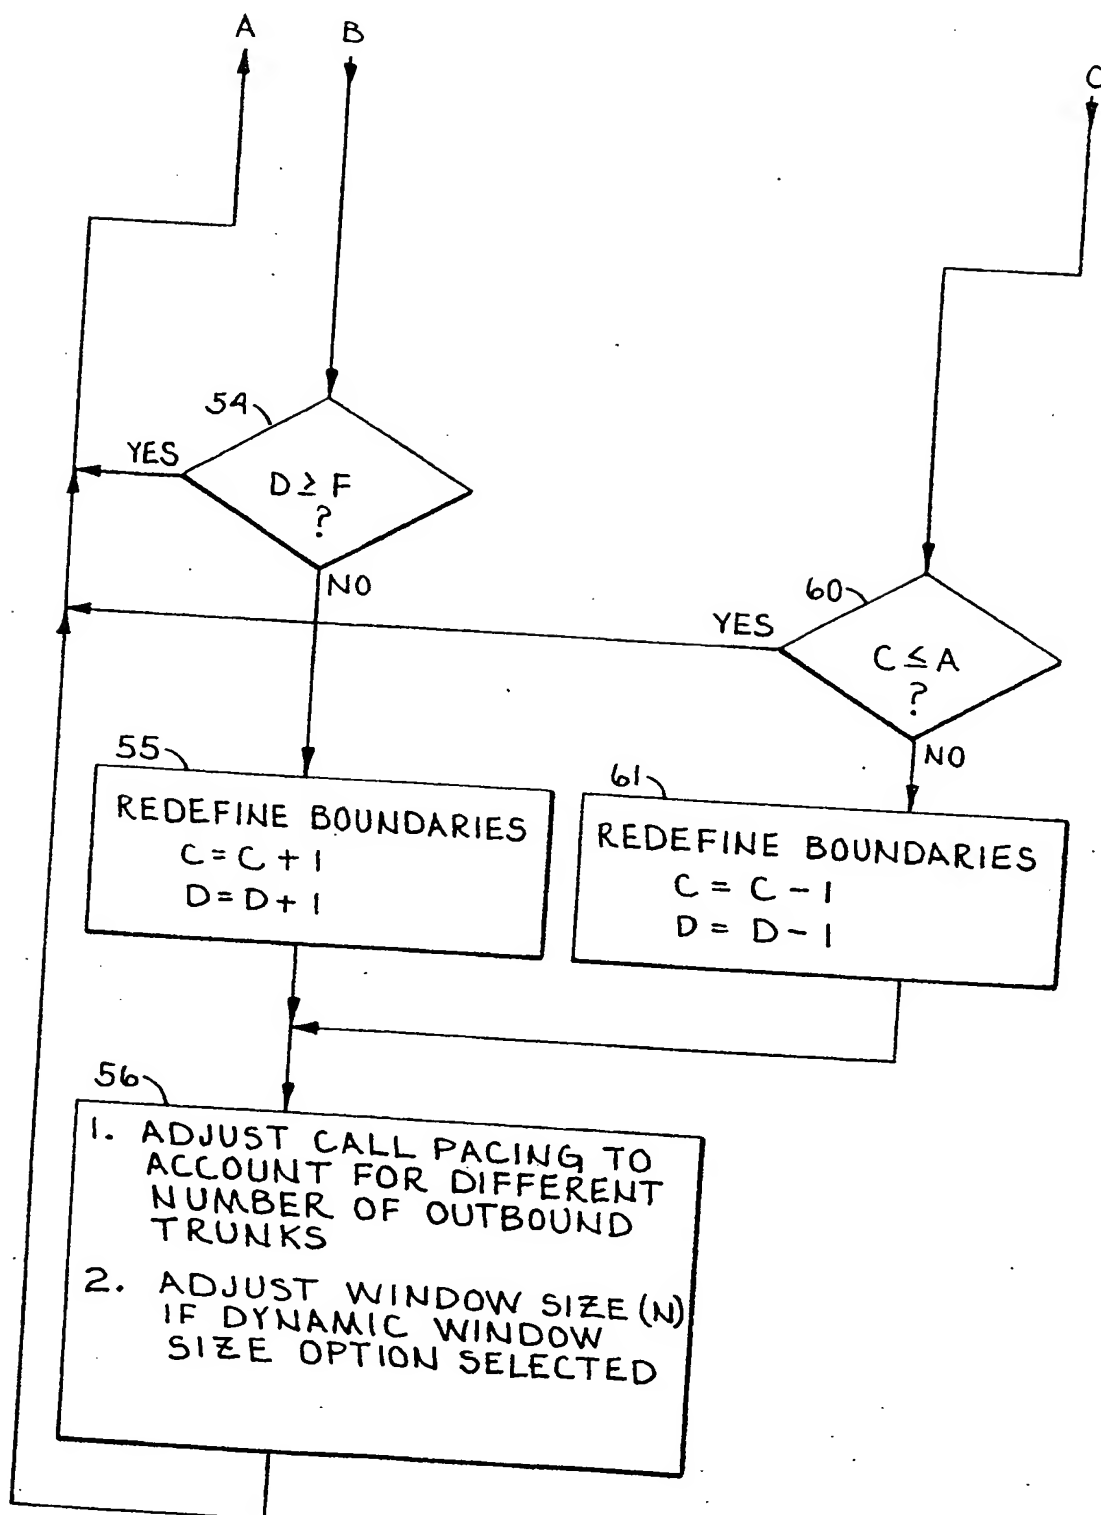 A
B
C
54
YES
D ≥ F
?
NO
60
YES
C ≤ A
?
NO
55
REDEFINE BOUNDARIES
C = C + 1
D = D + 1
61
REDEFINE BOUNDARIES
C = C - 1
D = D - 1
56
1. ADJUST CALL PACING TO
ACCOUNT FOR DIFFERENT
NUMBER OF OUTBOUND
TRUNKS
2. ADJUST WINDOW SIZE (N)
IF DYNAMIC WINDOW
SIZE OPTION SELECTED